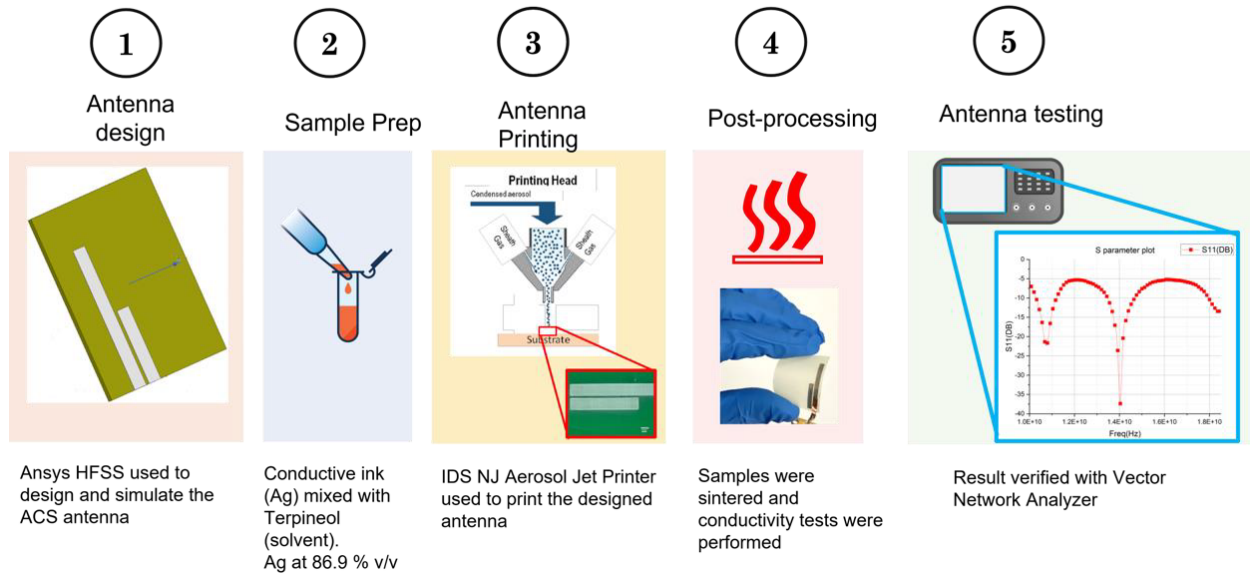 1
Antenna
design
Ansys HFSS used to
design and simulate the
ACS antenna
2
Sample Prep
Conductive ink
(Ag) mixed with
Terpineol
(solvent).
Ag at 86.9 % v/v
3
Antenna
Printing
Printing Head
Condensed aerosol
Sheath
Gas
Sheath
Gas
Substrate
IDS NJ Aerosol Jet Printer
used to print the designed
antenna
4
Post-processing
Samples were
sintered and
conductivity tests were
performed
5
Antenna testing
S parameter plot
S11(DB)
0
-5
-10
-15
-20
-25
-30
-35
-40
S11(DB)
1.0E+10 1.2E+10 1.4E+10 1.6E+10 1.8E+10
Freq(Hz)
Result verified with Vector
Network Analyzer